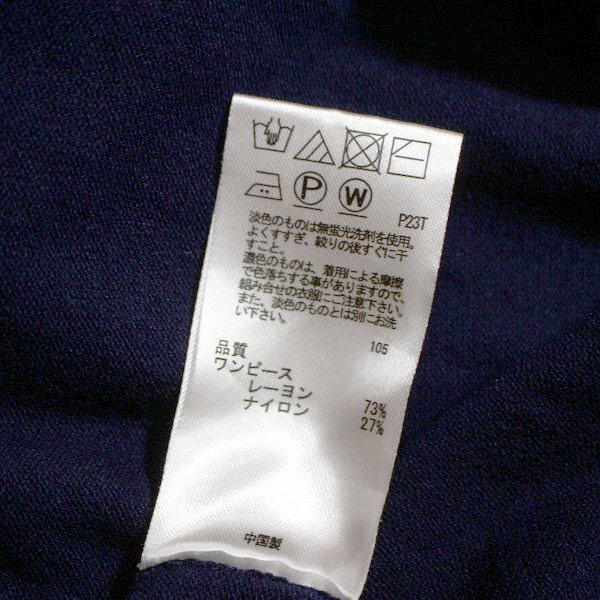 P W
P23T
淡色のものは無蛍光洗剤を使用。
よくすすぎ、絞りの後すぐに干
すこと。
濃色のものは、着用による摩擦
で色落ちする事がありますので、
組み合せの衣服にご注意下さい。
また、淡色のものとは別にお洗
い下さい。
105
品質
ワンピース
レーヨン 73%
ナイロン 27%
中国製